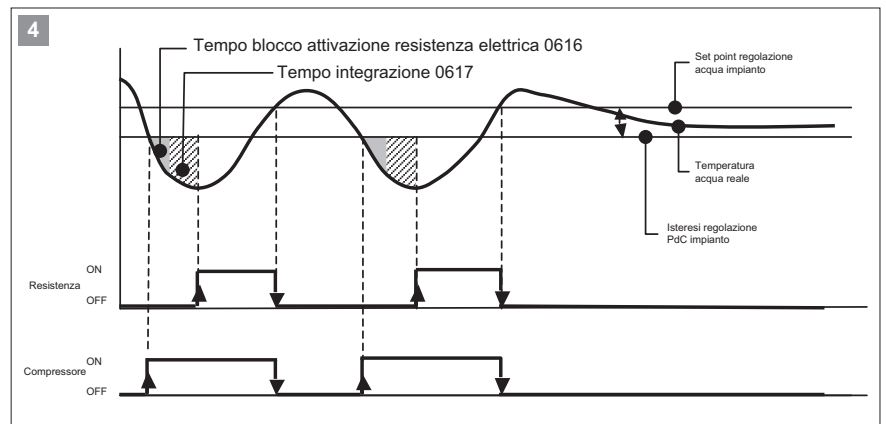 4
Tempo blocco attivazione resistenza elettrica 0616
Tempo integrazione 0617
Set point regolazione
acqua impianto
Temperatura
acqua reale
Isteresi regolazione
PdC impianto
ON
Resistenza
OFF
ON
Compressore
OFF